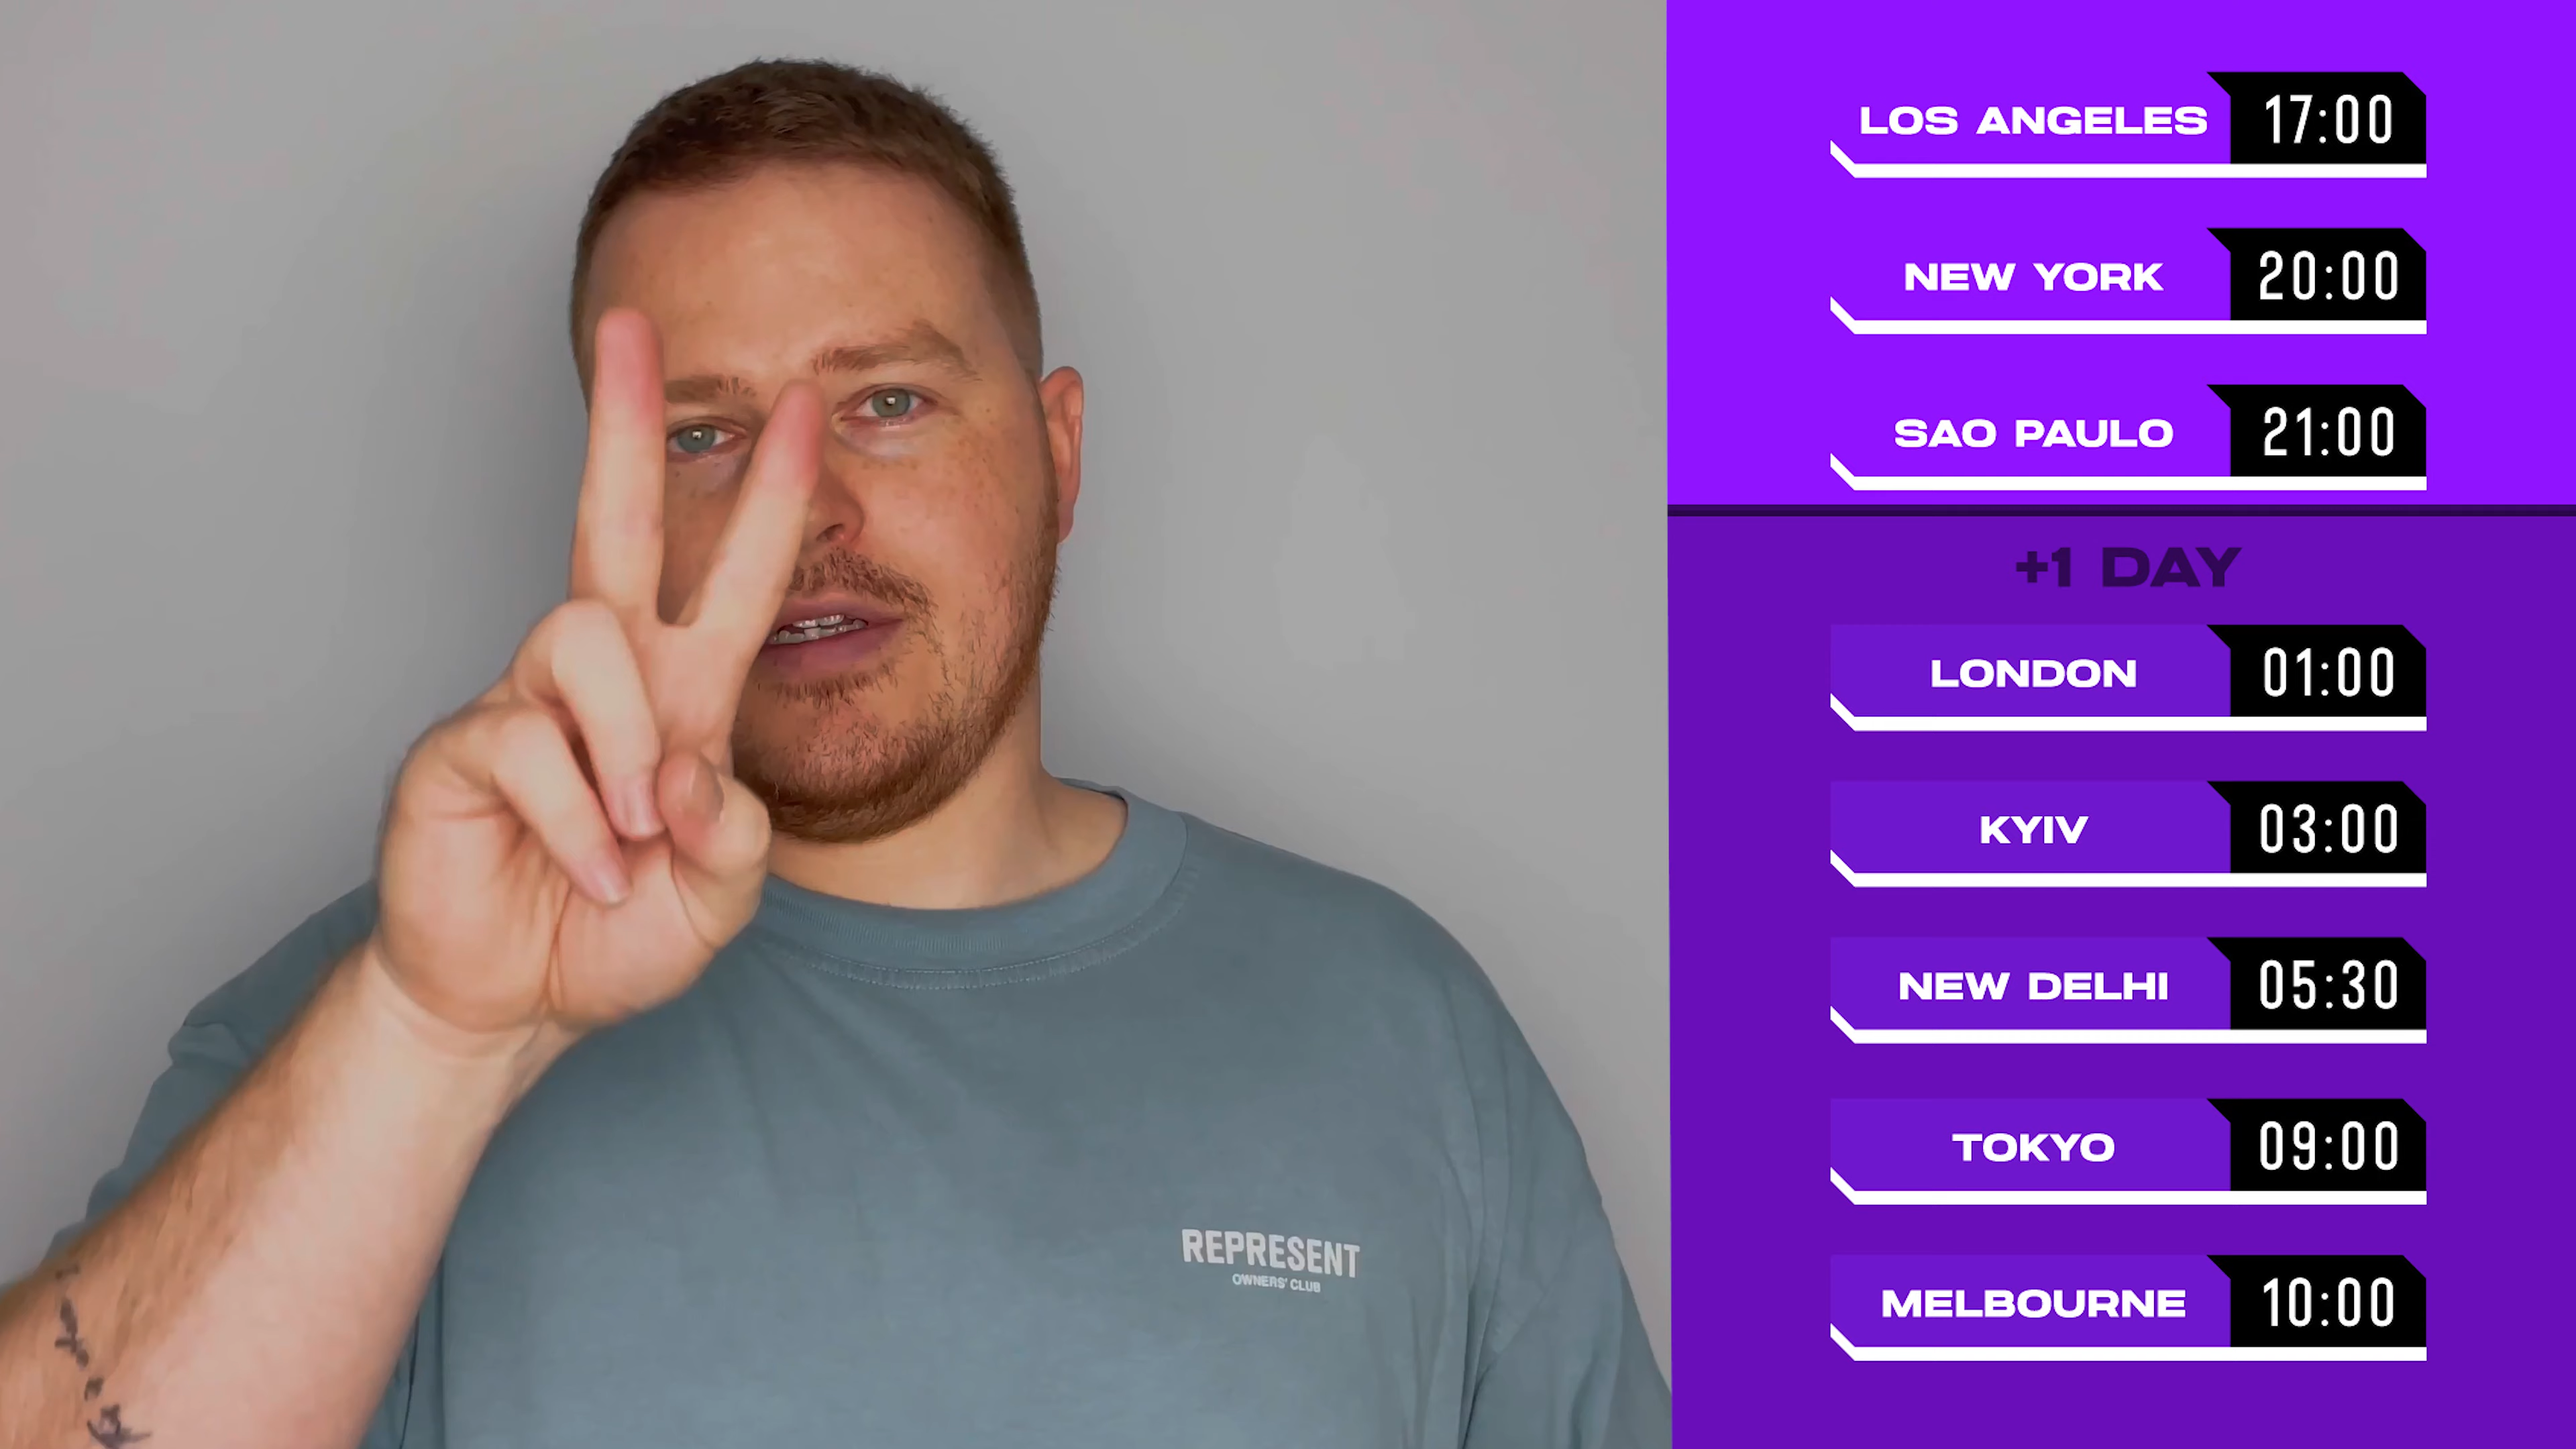 LOS ANGELES 17:00
NEW YORK 20:00
SAO PAULO 21:00
+1 DAY
LONDON 01:00
KYIV 03:00
NEW DELHI 05:30
TOKYO 09:00
MELBOURNE 10:00
REPRESENT
OWNERS' CLUB